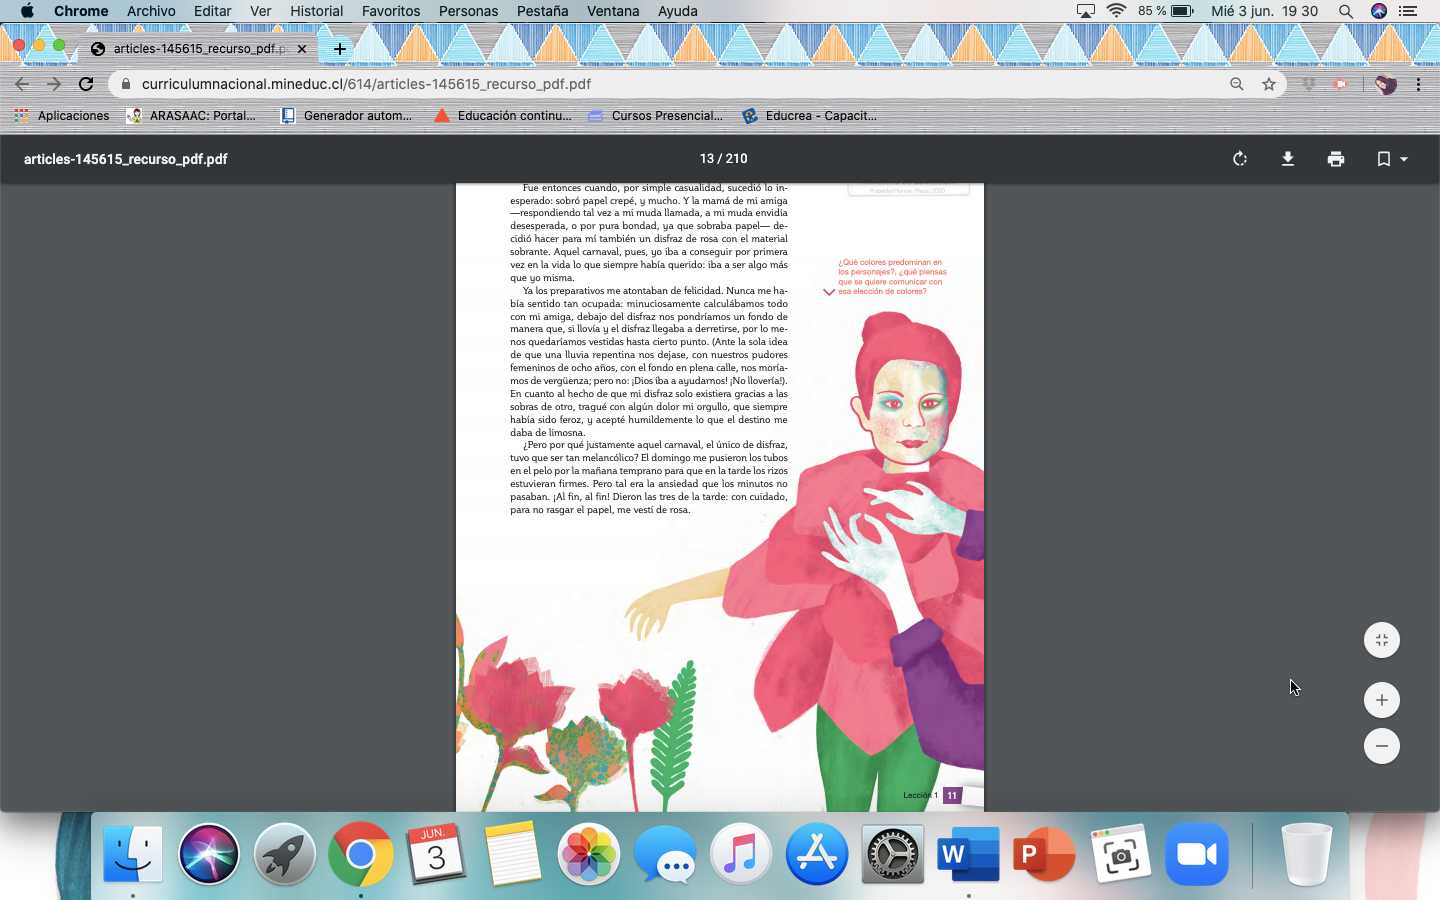 Chrome Archivo Editar Ver Historial Favoritos Personas Pestaña Ventana Ayuda 85 % Mié 3 jun. 19 30
articles-145615_recurso_pdf.p
curriculumnacional.mineduc.cl/614/articles-145615_recurso_pdf.pdf
Aplicaciones ARASAAC: Portal... Generador autom... Educación continu... Cursos Presencial... Educrea - Capacit...
articles-145615_recurso_pdf.pdf 13 / 210
Propiedad Norma- Marzo 2020
Fue entonces cuando, por simple casualidad, sucedió lo in-
esperado: sobró papel crepé, y mucho. Y la mamá de mi amiga
—respondiendo tal vez a mi muda llamada, a mi muda envidia
desesperada, o por pura bondad, ya que sobraba papel— de-
cidió hacer para mí también un disfraz de rosa con el material
sobrante. Aquel carnaval, pues, yo iba a conseguir por primera
vez en la vida lo que siempre había querido: iba a ser algo más
que yo misma.
Ya los preparativos me atontaban de felicidad. Nunca me ha-
bía sentido tan ocupada: minuciosamente calculábamos todo
con mi amiga, debajo del disfraz nos pondríamos un fondo de
manera que, si llovía y el disfraz llegaba a derretirse, por lo me-
nos quedaríamos vestidas hasta cierto punto. (Ante la sola idea
de que una lluvia repentina nos dejase, con nuestros pudores
femeninos de ocho años, con el fondo en plena calle, nos moría-
mos de vergüenza; pero no: ¡Dios iba a ayudarnos! ¡No llovería!).
En cuanto al hecho de que mi disfraz solo existiera gracias a las
sobras de otro, tragué con algún dolor mi orgullo, que siempre
había sido feroz, y acepté humildemente lo que el destino me
daba de limosna.
¿Pero por qué justamente aquel carnaval, el único de disfraz,
tuvo que ser tan melancólico? El domingo me pusieron los tubos
en el pelo por la mañana temprano para que en la tarde los rizos
estuvieran firmes. Pero tal era la ansiedad que los minutos no
pasaban. ¡Al fin, al fin! Dieron las tres de la tarde: con cuidado,
para no rasgar el papel, me vestí de rosa.
¿Qué colores predominan en
los personajes?, ¿qué piensas
que se quiere comunicar con
esa elección de colores?
Lección 1 11
JUN.
3
W
P